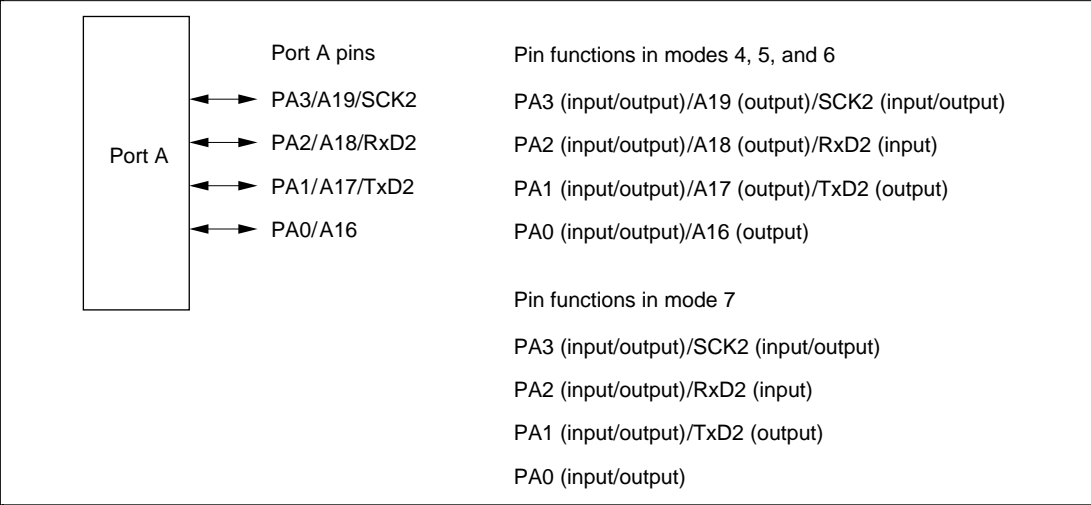 Port A
Port A pins
PA3/A19/SCK2
PA2/A18/RxD2
PA1/A17/TxD2
PA0/A16
Pin functions in modes 4, 5, and 6
PA3 (input/output)/A19 (output)/SCK2 (input/output)
PA2 (input/output)/A18 (output)/RxD2 (input)
PA1 (input/output)/A17 (output)/TxD2 (output)
PA0 (input/output)/A16 (output)
Pin functions in mode 7
PA3 (input/output)/SCK2 (input/output)
PA2 (input/output)/RxD2 (input)
PA1 (input/output)/TxD2 (output)
PA0 (input/output)